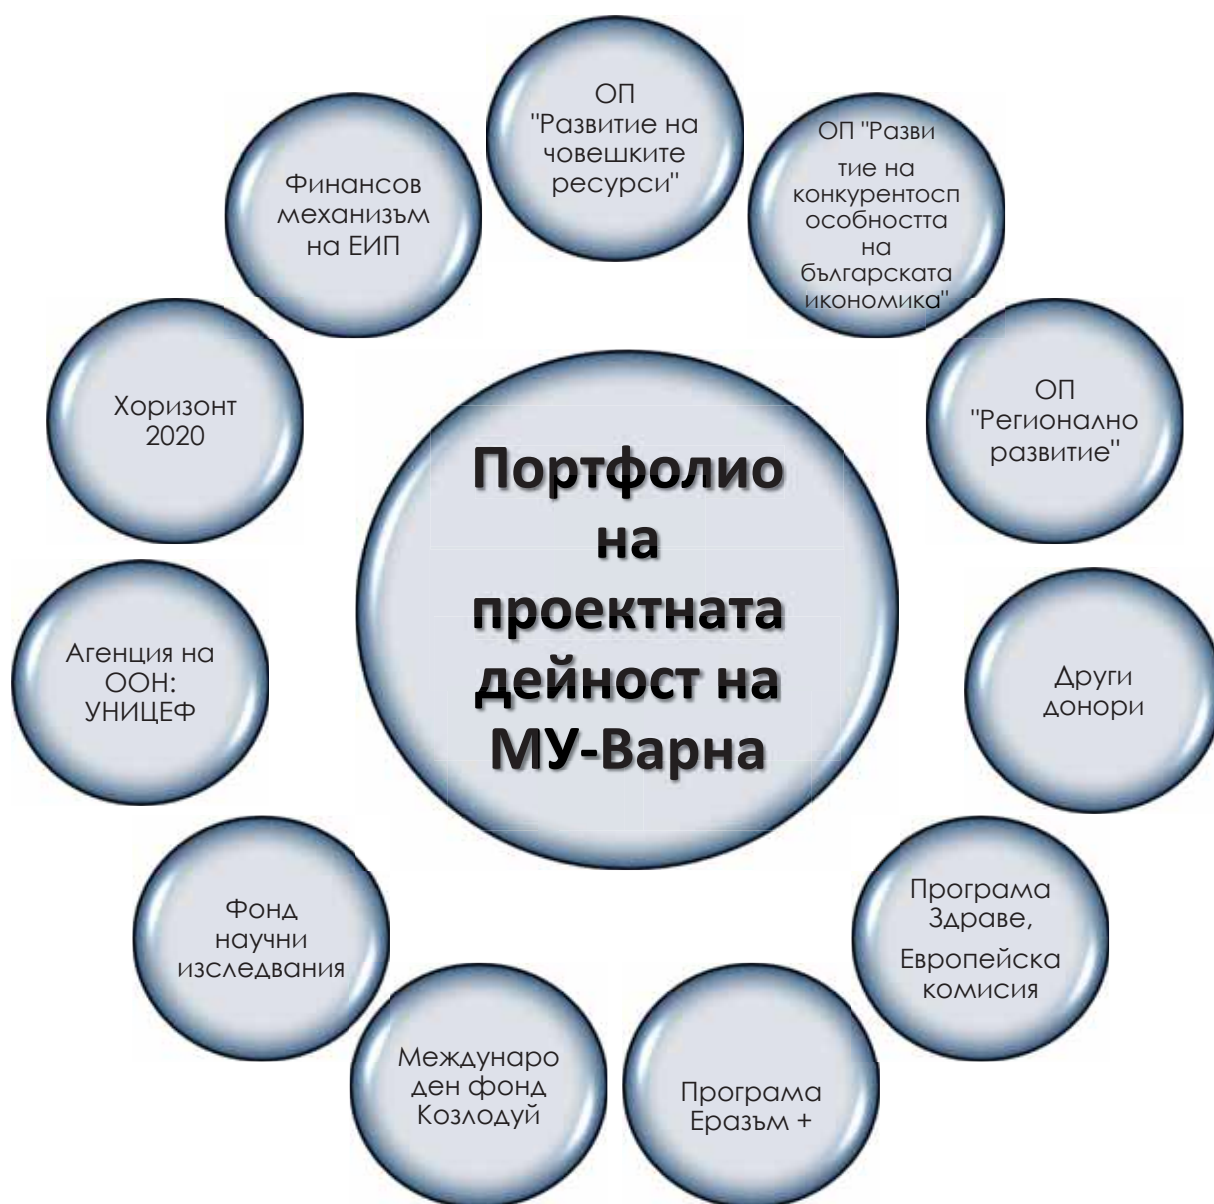 ОП
"Развитие на
човешките
ресурси"
ОП "Разви
тие на
конкурентосп
особността
на
българската
икономика"
ОП
"Регионално
развитие"
Други
донори
Програма
Здраве,
Европейска
комисия
Програма
Еразъм +
Междунаро
ден фонд
Козлодуй
Фонд
научни
изследвания
Агенция на
ООН:
УНИЦЕФ
Хоризонт
2020
Финансов
механизъм
на ЕИП
Портфолио
на
проектната
дейност на
МУ-Варна